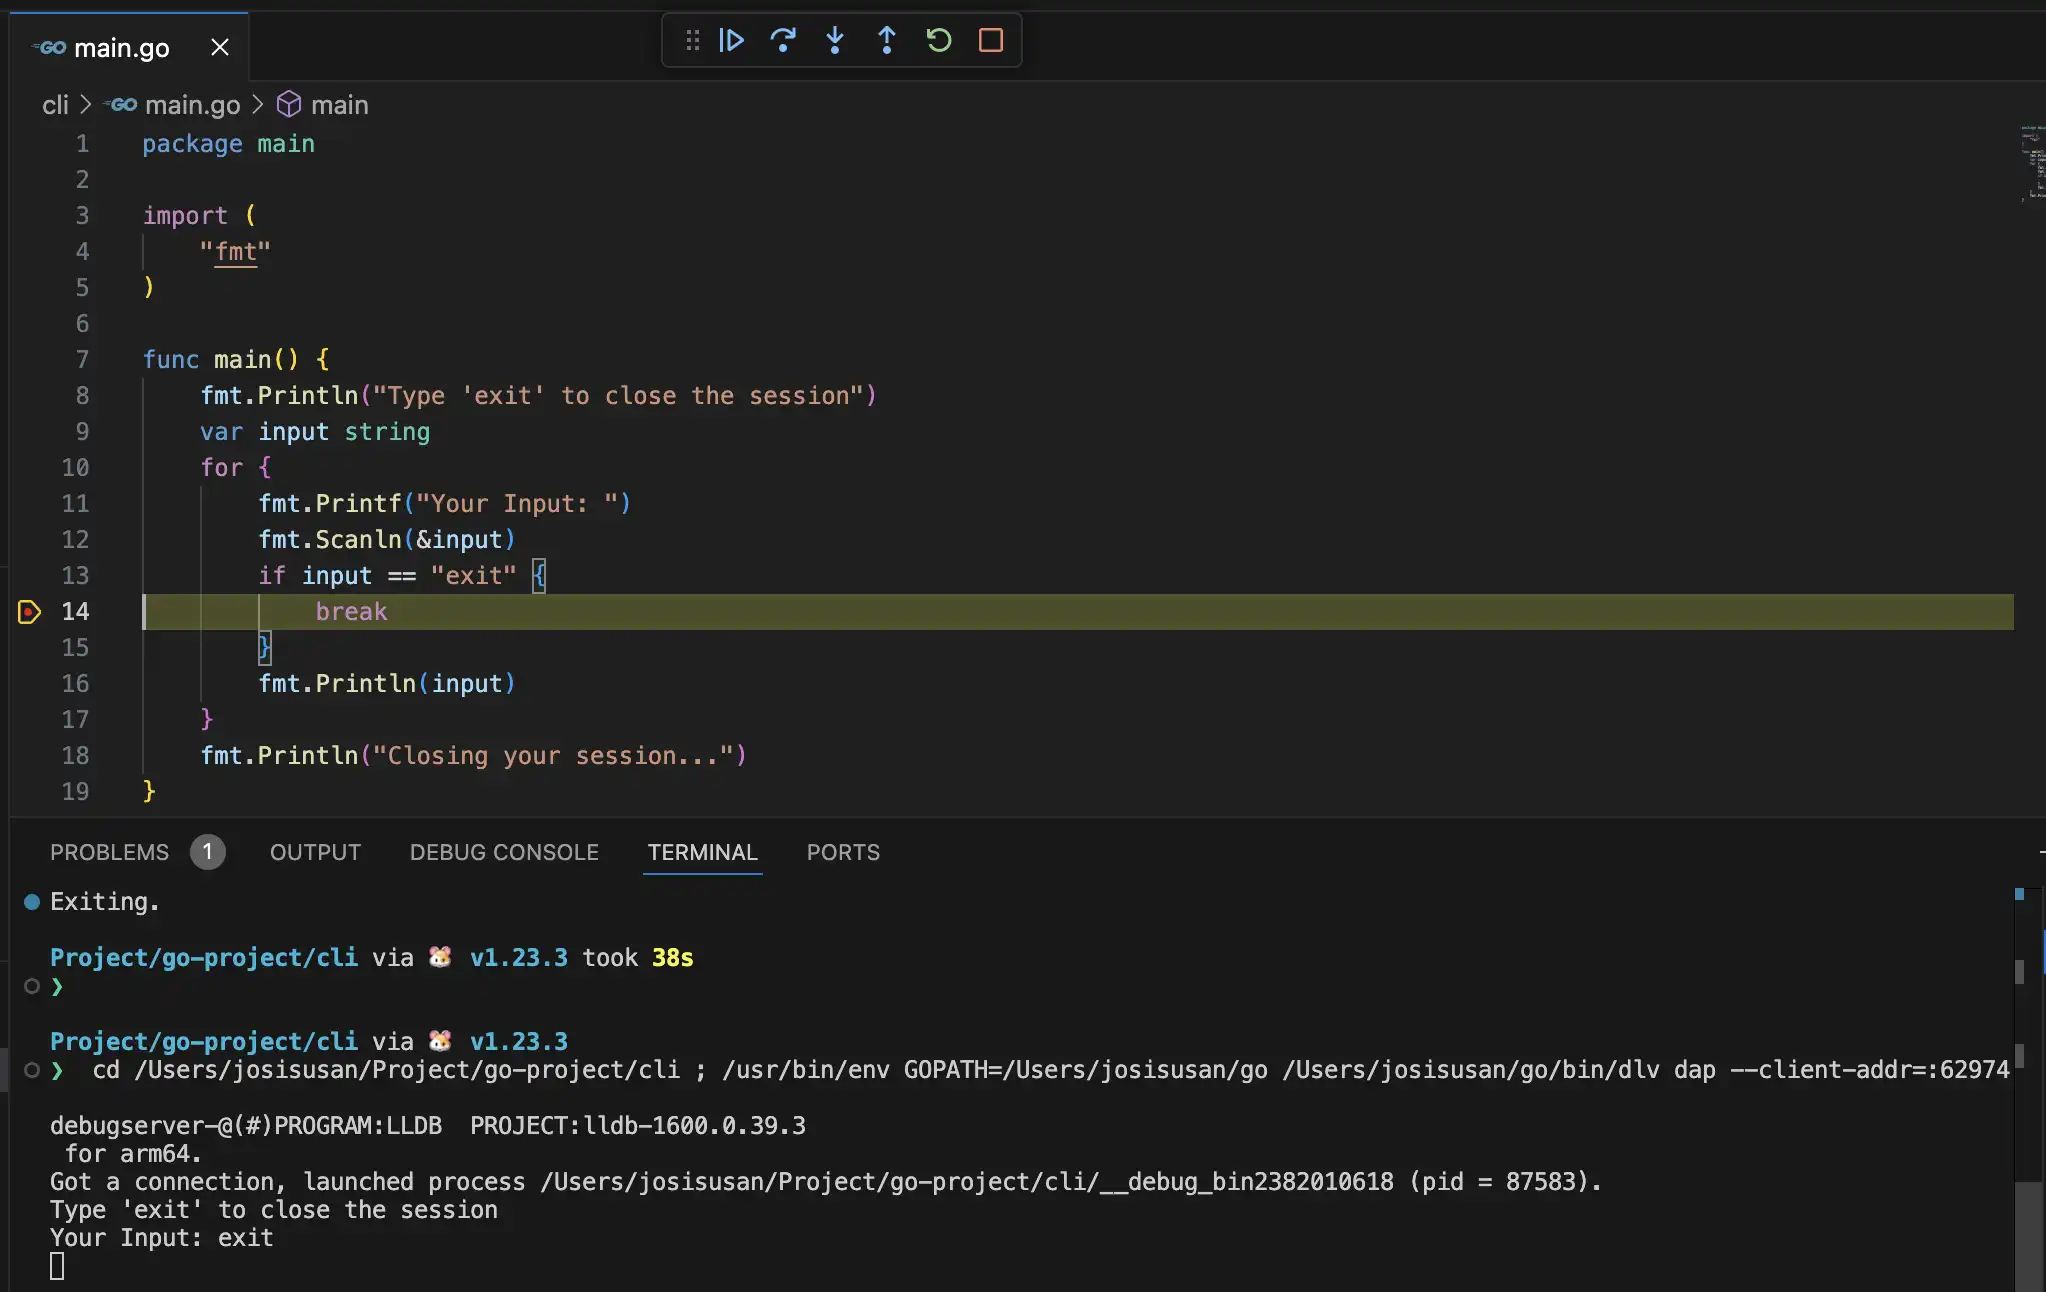 GO main.go
cli > GO main.go > main
1 package main
2
3 import (
4 "fmt"
5 )
6
7 func main() {
8 fmt.Println("Type 'exit' to close the session")
9 var input string
10 for {
11 fmt.Printf("Your Input: ")
12 fmt.Scanln(&input)
13 if input == "exit" {
14 break
15 }
16 fmt.Println(input)
17 }
18 fmt.Println("Closing your session...")
19 }
PROBLEMS 1 OUTPUT DEBUG CONSOLE TERMINAL PORTS
Exiting.
Project/go-project/cli via 🐹 v1.23.3 took 38s
❯
Project/go-project/cli via 🐹 v1.23.3
❯ cd /Users/josisusan/Project/go-project/cli ; /usr/bin/env GOPATH=/Users/josisusan/go /Users/josisusan/go/bin/dlv dap --client-addr=:62974
debugserver-@(#)PROGRAM:LLDB PROJECT:lldb-1600.0.39.3
for arm64.
Got a connection, launched process /Users/josisusan/Project/go-project/cli/__debug_bin2382010618 (pid = 87583).
Type 'exit' to close the session
Your Input: exit